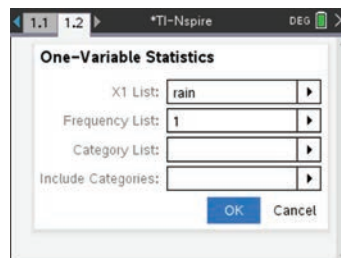 1.1 1.2 *TI-Nspire DEG
One-Variable Statistics
X1 List: rain
Frequency List: 1
Category List:
Include Categories:
OK Cancel